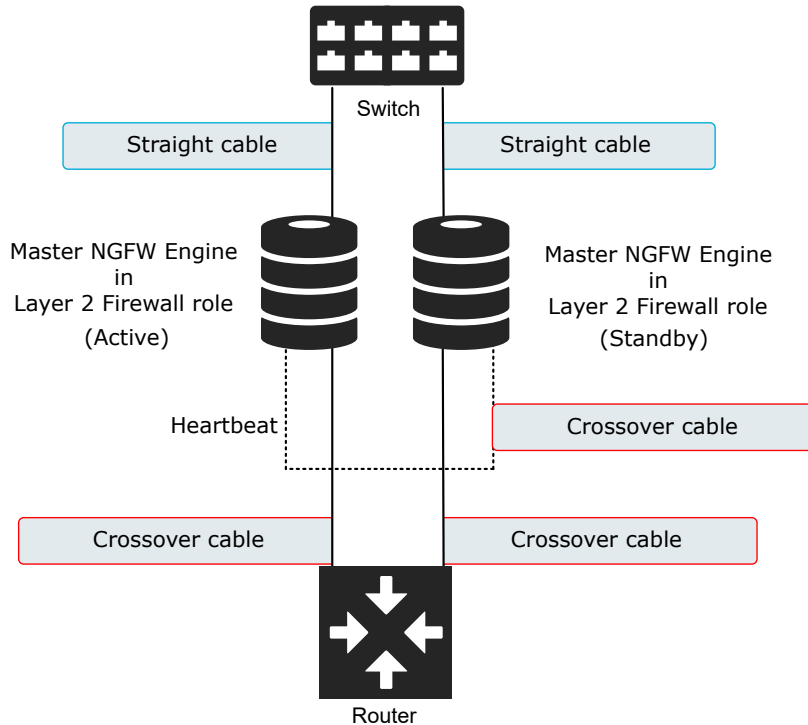 Switch
Straight cable
Straight cable
Master NGFW Engine
in
Layer 2 Firewall role
(Active)
Master NGFW Engine
in
Layer 2 Firewall role
(Standby)
Heartbeat
Crossover cable
Crossover cable
Crossover cable
Router